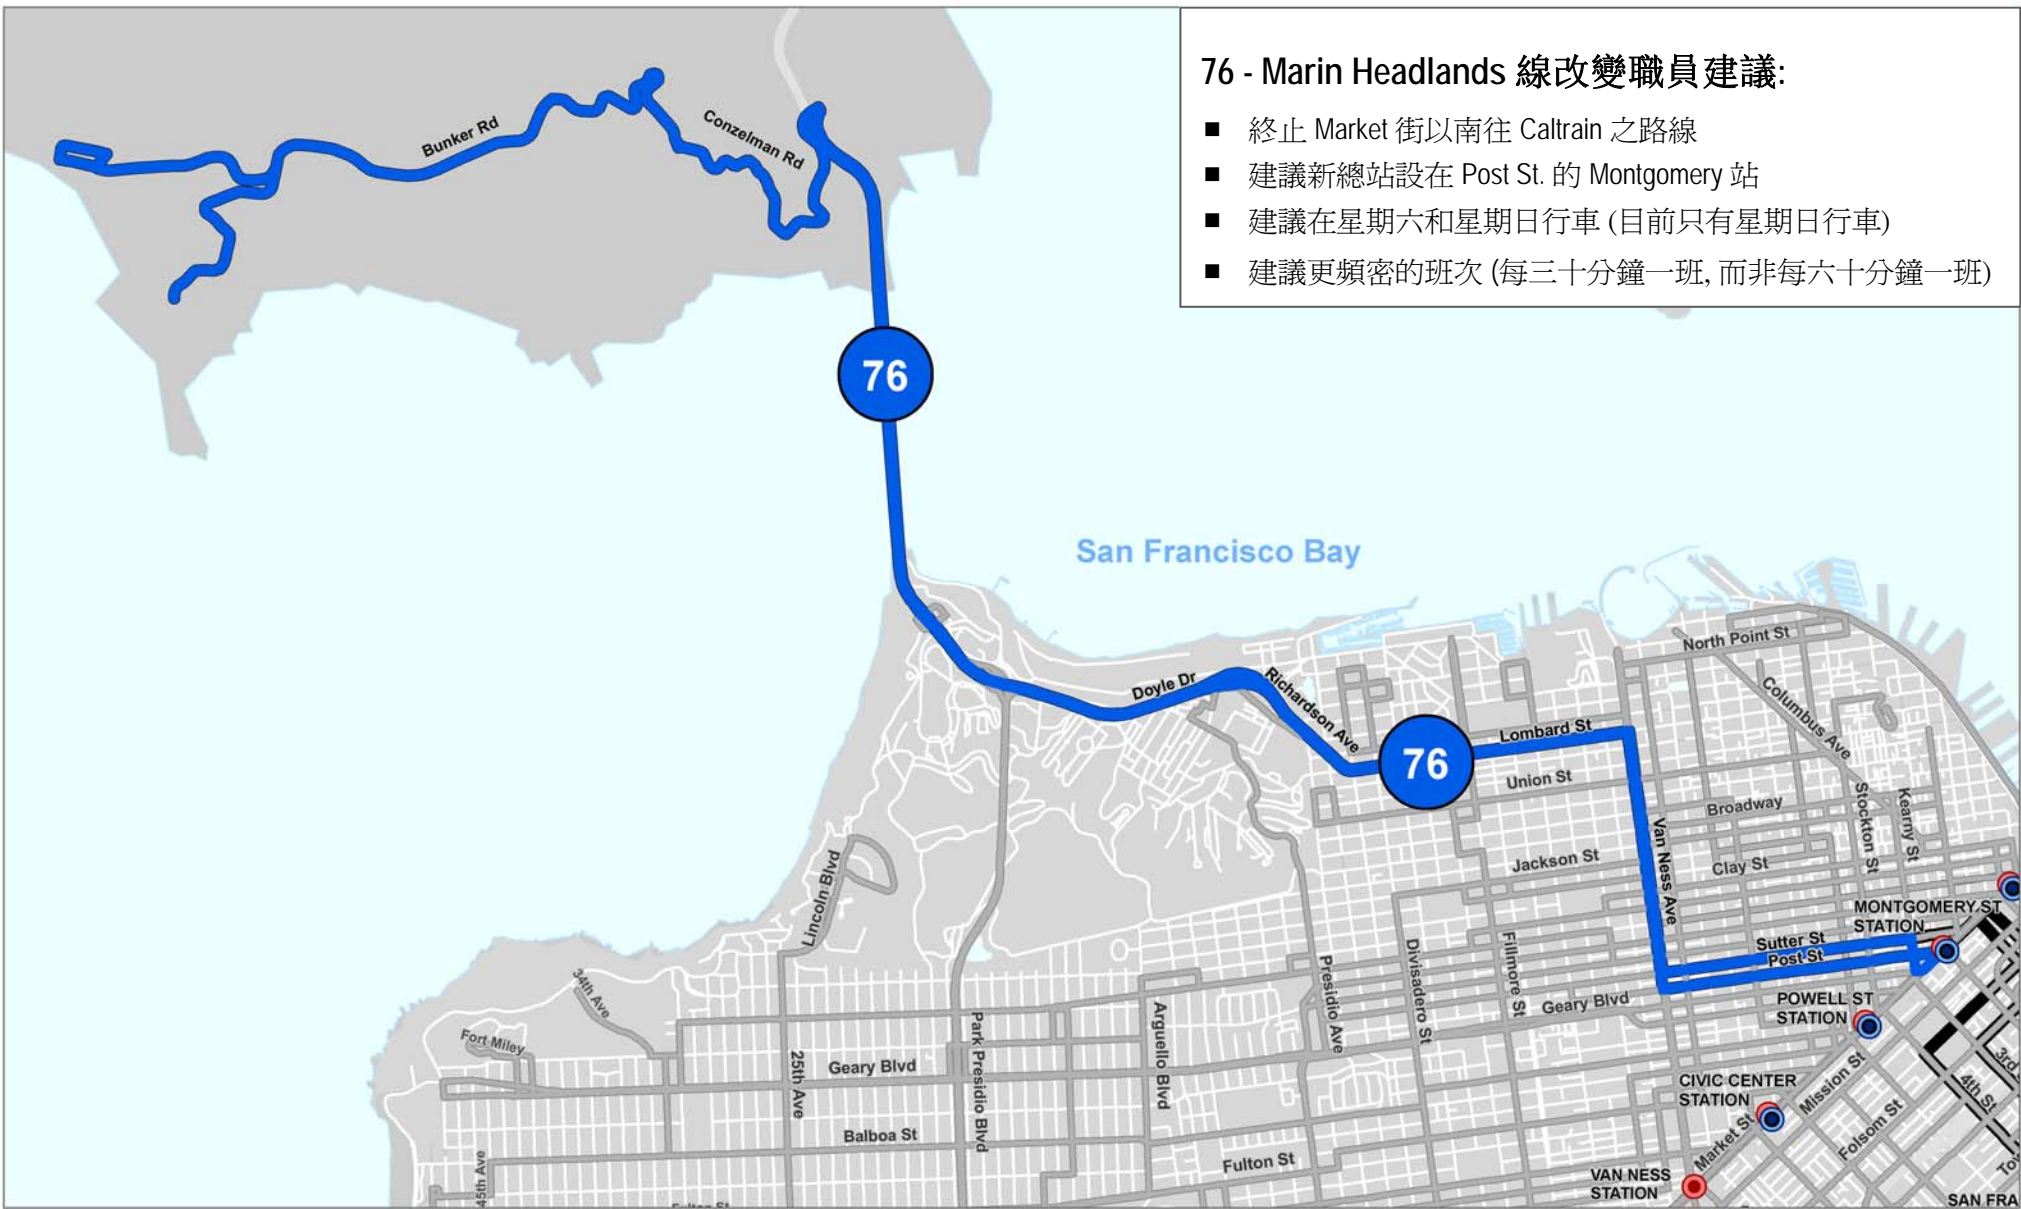 76 - Marin Headlands 線改變職員建議:
■ 終止 Market 街以南往 Caltrain 之路線
■ 建議新總站設在 Post St. 的 Montgomery 站
■ 建議在星期六和星期日行車 (目前只有星期日行車)
■ 建議更頻密的班次 (每三十分鐘一班, 而非每六十分鐘一班)
Bunker Rd
Conzelman Rd
76
San Francisco Bay
North Point St
Doyle Dr
Richardson Ave
Columbus Ave
76
Lombard St
Union St
Broadway
Stockton St
Kearny St
Van Ness Ave
Jackson St
Clay St
Lincoln Blvd
MONTGOMERY ST
STATION
Sutter St
Post St
34th Ave
Presidio Ave
Divisadero St
Fillmore St
Geary Blvd
POWELL ST
STATION
Fort Miley
Park Presidio Blvd
Arguello Blvd
25th Ave
Geary Blvd
3rd
4th St
Mission St
CIVIC CENTER
STATION
Folsom St
Balboa St
Market St
Fulton St
45th Ave
VAN NESS
STATION
SAN FRA